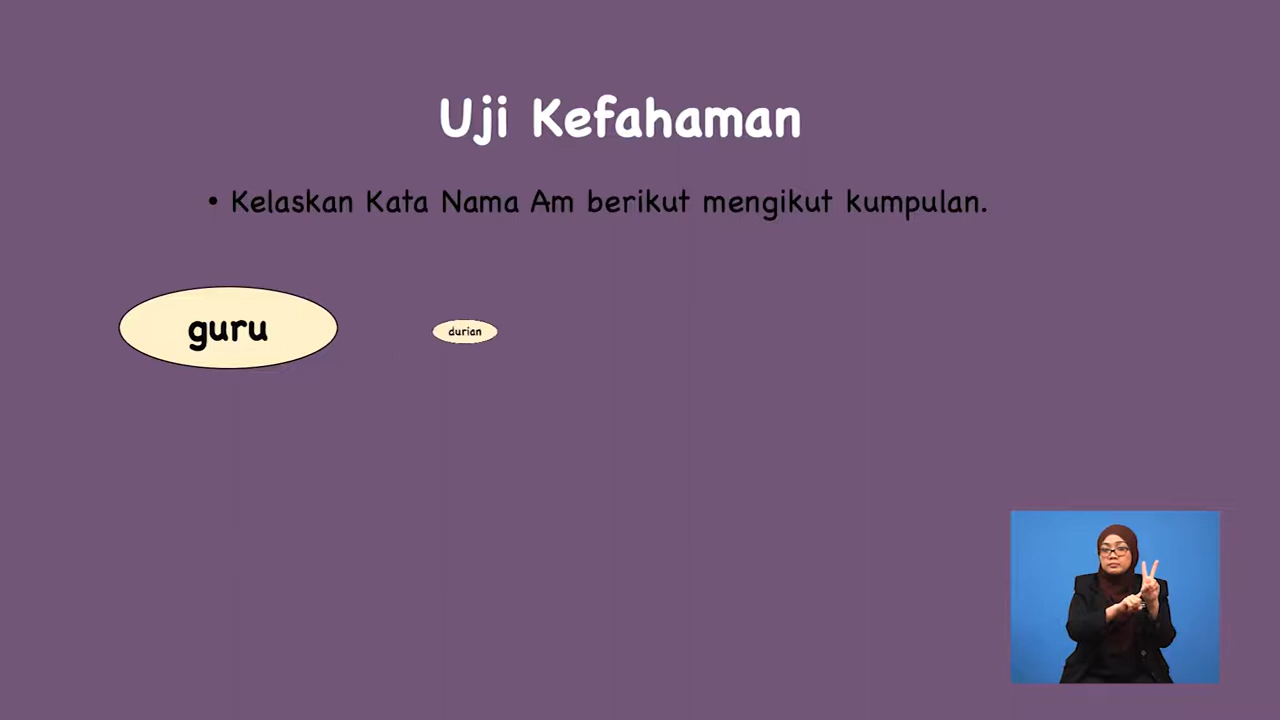 Uji Kefahaman
• Kelaskan Kata Nama Am berikut mengikut kumpulan.
guru
durian